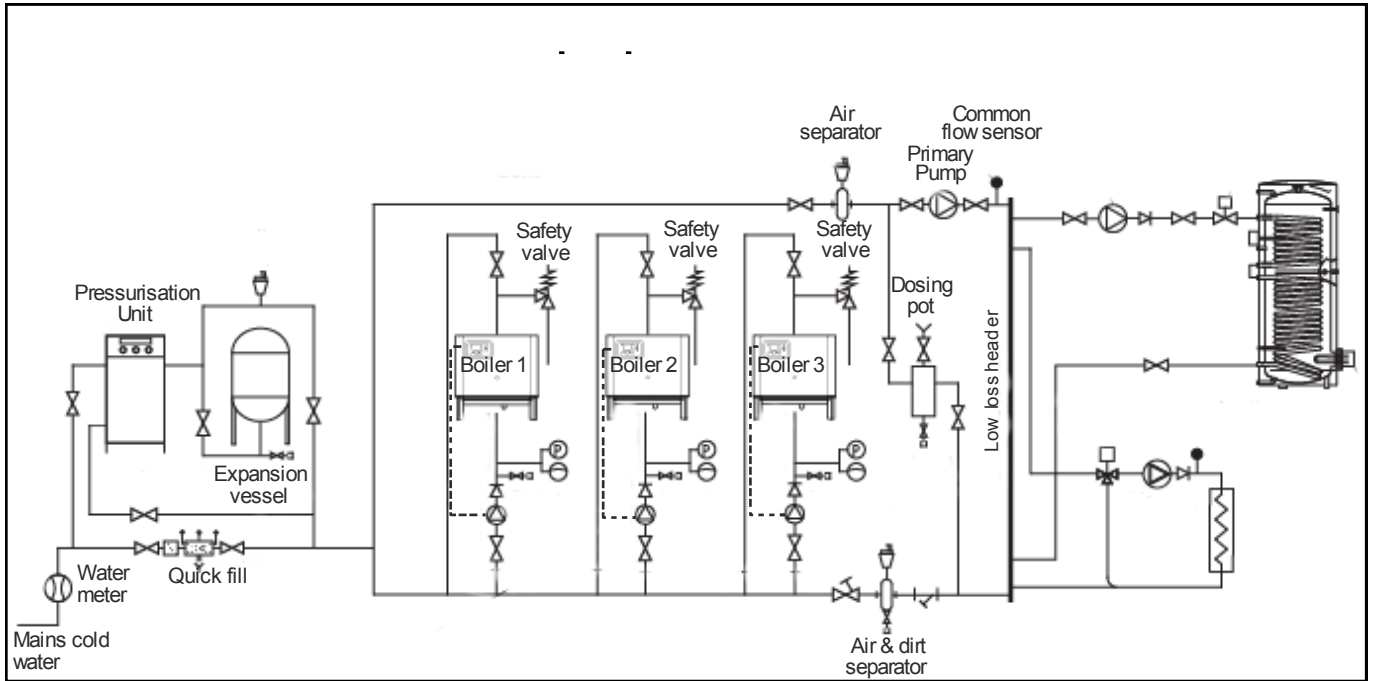 - -
Air
separator
Common
flow sensor
Primary
Pump
Safety
valve
Safety
valve
Safety
valve
Pressurisation
Unit
Dosing
pot
Low loss header
Boiler 1
Boiler 2
Boiler 3
P
P
P
Expansion
vessel
Quick fill
Water
meter
Mains cold
water
Air & dirt
separator